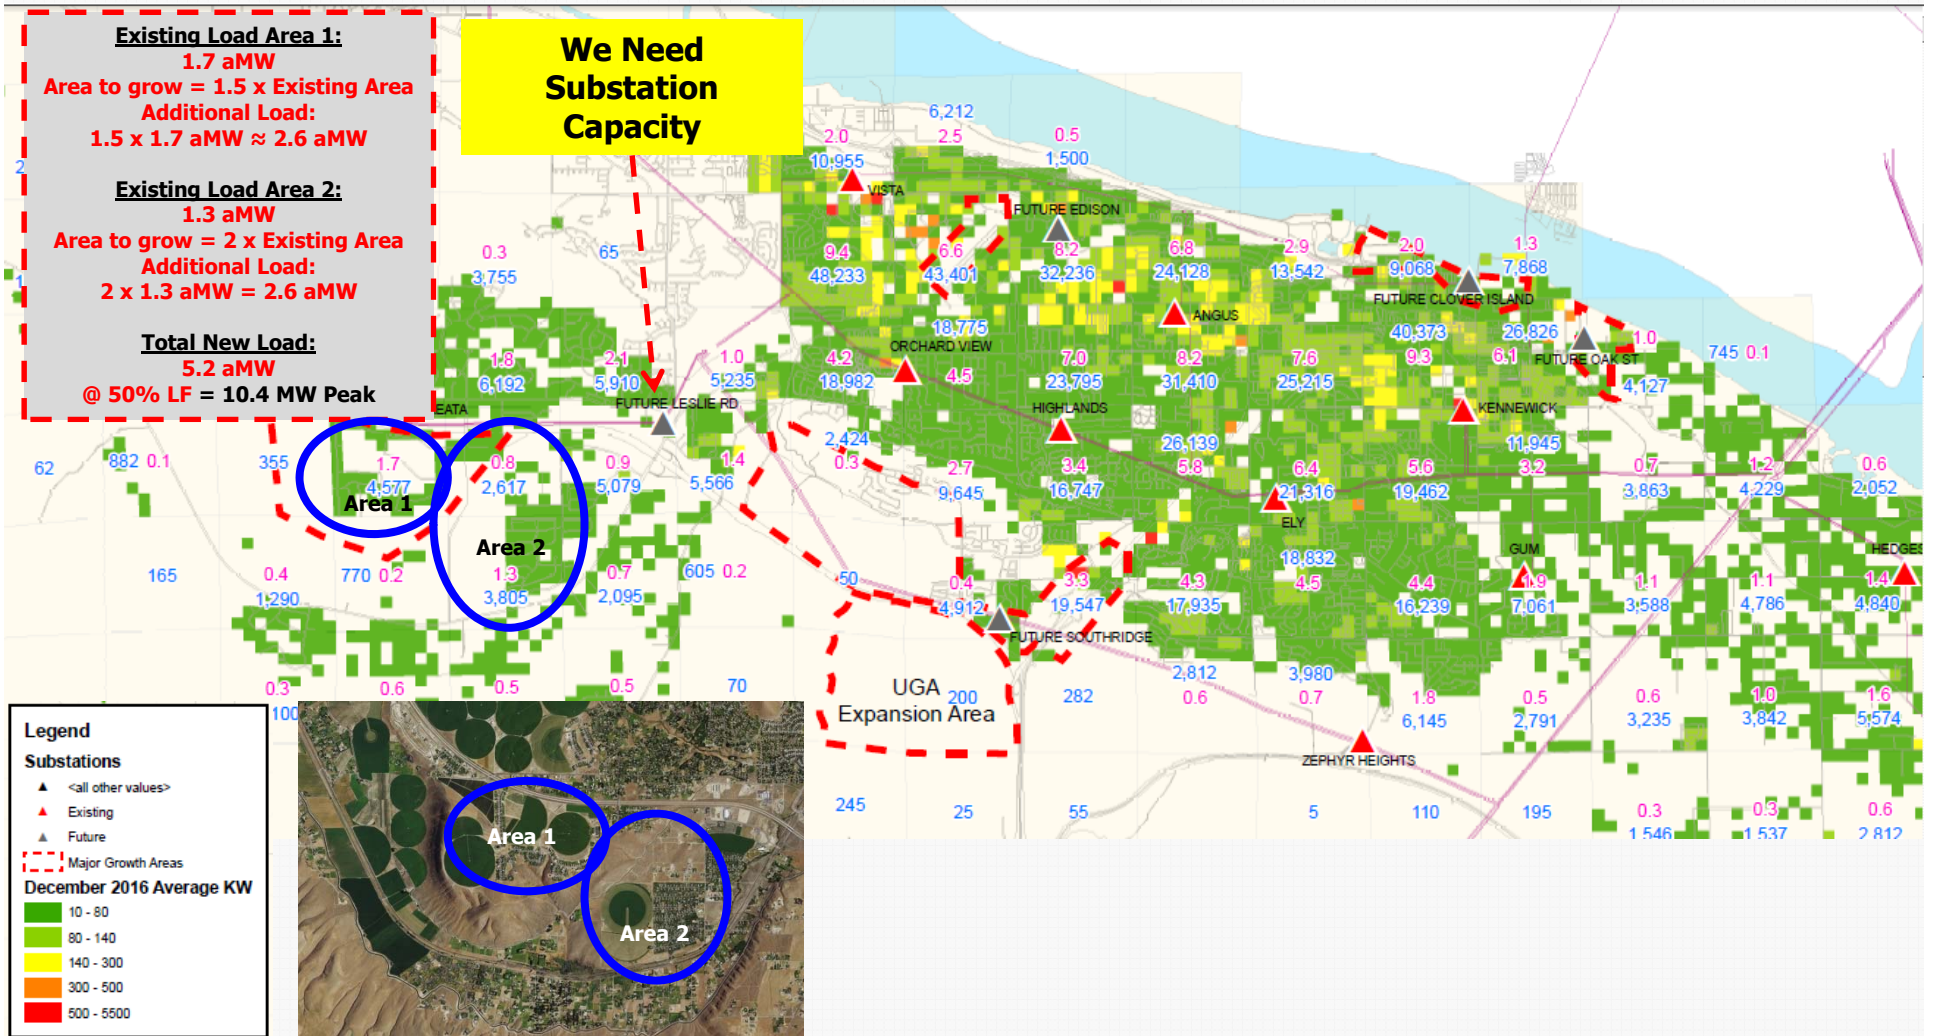 Existing Load Area 1:
1.7 aMW
Area to grow = 1.5 x Existing Area
Additional Load:
1.5 x 1.7 aMW ≈ 2.6 aMW
Existing Load Area 2:
1.3 aMW
Area to grow = 2 x Existing Area
Additional Load:
2 x 1.3 aMW = 2.6 aMW
Total New Load:
5.2 aMW
@ 50% LF = 10.4 MW Peak
We Need
Substation
Capacity
6,212
2.0 2.5 0.5
10,955 1,500
VISTA
FUTURE EDISON
0.3 65 9.4 6.6 8.2 6.8 2.9 2.0 1.3
3,755 48,233 43,401 32,236 24,128 13,542 9,068 7,868
FUTURE CLOVER ISLAND
ANGUS
18,775 40,373 26,826
ORCHARD VIEW
1.8 2.1 1.0 4.2 4.5 7.0 8.2 7.6 9.3 6.1 FUTURE OAK ST 1.0 745 0.1
6,192 5,910 5,235 18,982 23,795 31,410 25,215 4,127
EATA FUTURE LESLIE RD HIGHLANDS KENNEWICK
2,424 26,139 11,945
62 882 0.1 355 1.7 0.8 0.9 1.4 0.3 2.7 3.4 5.8 6.4 5.6 3.2 0.7 1.2 0.6
4,577 2,617 5,079 5,566 9,645 16,747 21,316 19,462 3,863 4,229 2,052
Area 1
ELY
Area 2
18,832 GUM HEDGES
165 0.4 770 0.2 1.3 0.7 605 0.2 50 0.4 3.3 4.3 4.5 4.4 1.9 1.1 1.1 1.4
1,290 3,805 2,095 4,912 19,547 17,935 16,239 7,061 3,588 4,786 4,840
FUTURE SOUTHRIDGE
2,812 3,980
0.3 0.6 0.5 0.5 70 UGA 200 282 0.6 0.7 1.8 0.5 0.6 1.0 1.6
100 Expansion Area 6,145 2,791 3,235 3,842 5,574
ZEPHYR HEIGHTS
245 25 55 5 110 195 0.3 0.3 0.6
1,546 1,537 2,812
Legend
Substations
<all other values>
Existing
Future
Major Growth Areas
December 2016 Average KW
10 - 80
80 - 140
140 - 300
300 - 500
500 - 5500
Area 1
Area 2